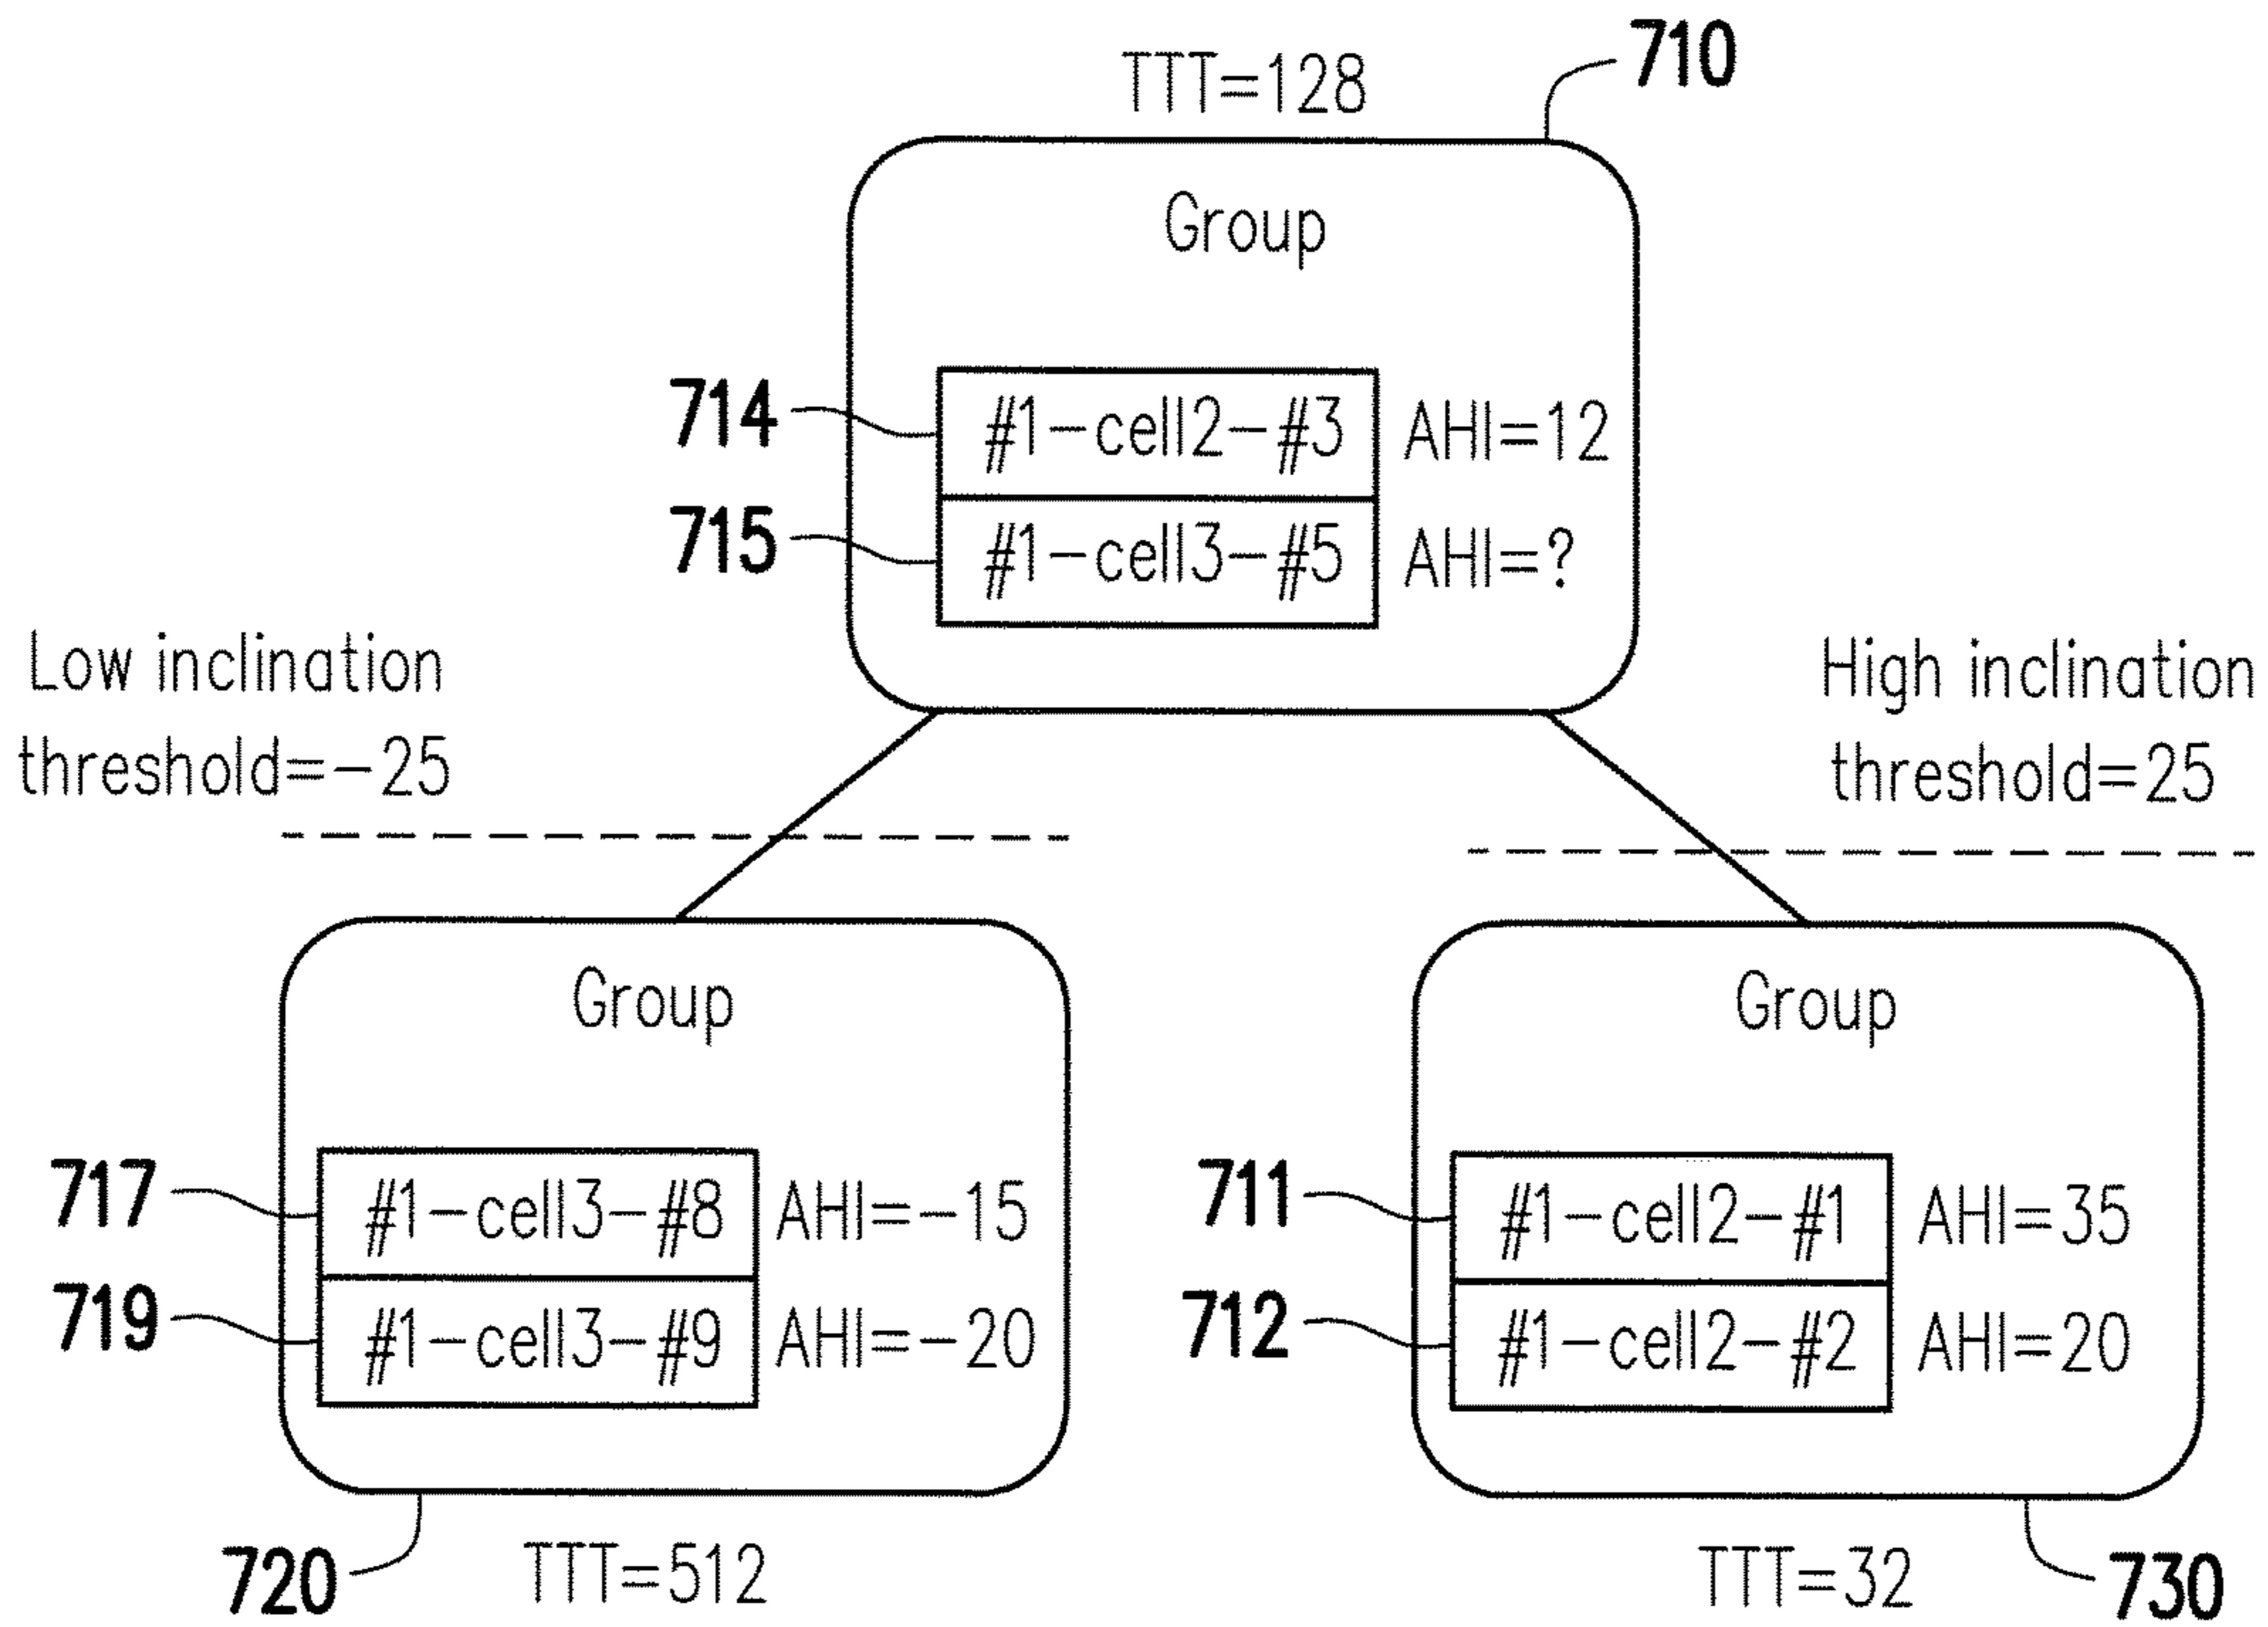 TTT=128
710
Group
714
#1-cell2-#3 AHI=12
715
#1-cell3-#5 AHI=?
Low inclination
threshold=-25
High inclination
threshold=25
Group
717
#1-cell3-#8 AHI=-15
719
#1-cell3-#9 AHI=-20
720
TTT=512
Group
711
#1-cell2-#1 AHI=35
712
#1-cell2-#2 AHI=20
TTT=32
730